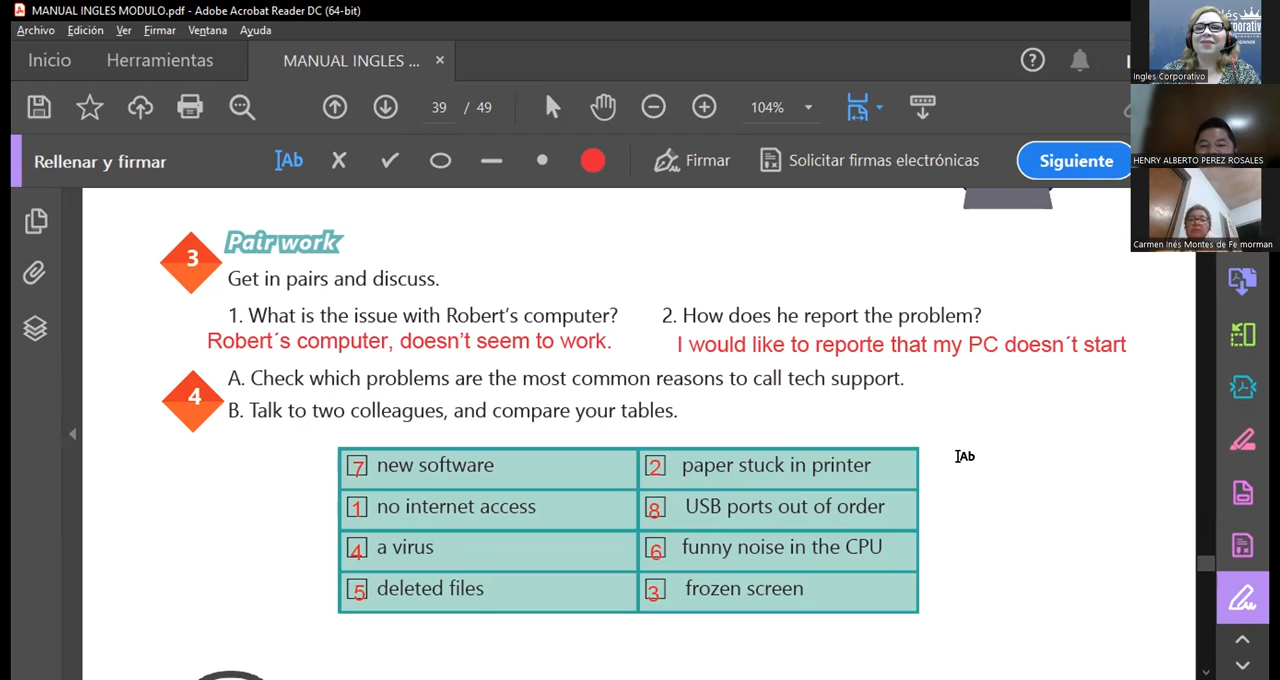 MANUAL INGLES MODULO.pdf - Adobe Acrobat Reader DC (64-bit)
Archivo Edición Ver Firmar Ventana Ayuda
Inicio Herramientas MANUAL INGLES ... ×
39 / 49 104%
Rellenar y firmar Ab Firmar Solicitar firmas electrónicas Siguiente
Ingles Corporativo
HENRY ALBERTO PEREZ ROSALES
Carmen Inés Montes de Fe morman
3 Pair work
Get in pairs and discuss.
1. What is the issue with Robert's computer? 2. How does he report the problem?
Robert´s computer, doesn't seem to work. I would like to reporte that my PC doesn´t start
4 A. Check which problems are the most common reasons to call tech support.
B. Talk to two colleagues, and compare your tables.
7 new software 2 paper stuck in printer
Ab
1 no internet access 8 USB ports out of order
4 a virus 6 funny noise in the CPU
5 deleted files 3 frozen screen